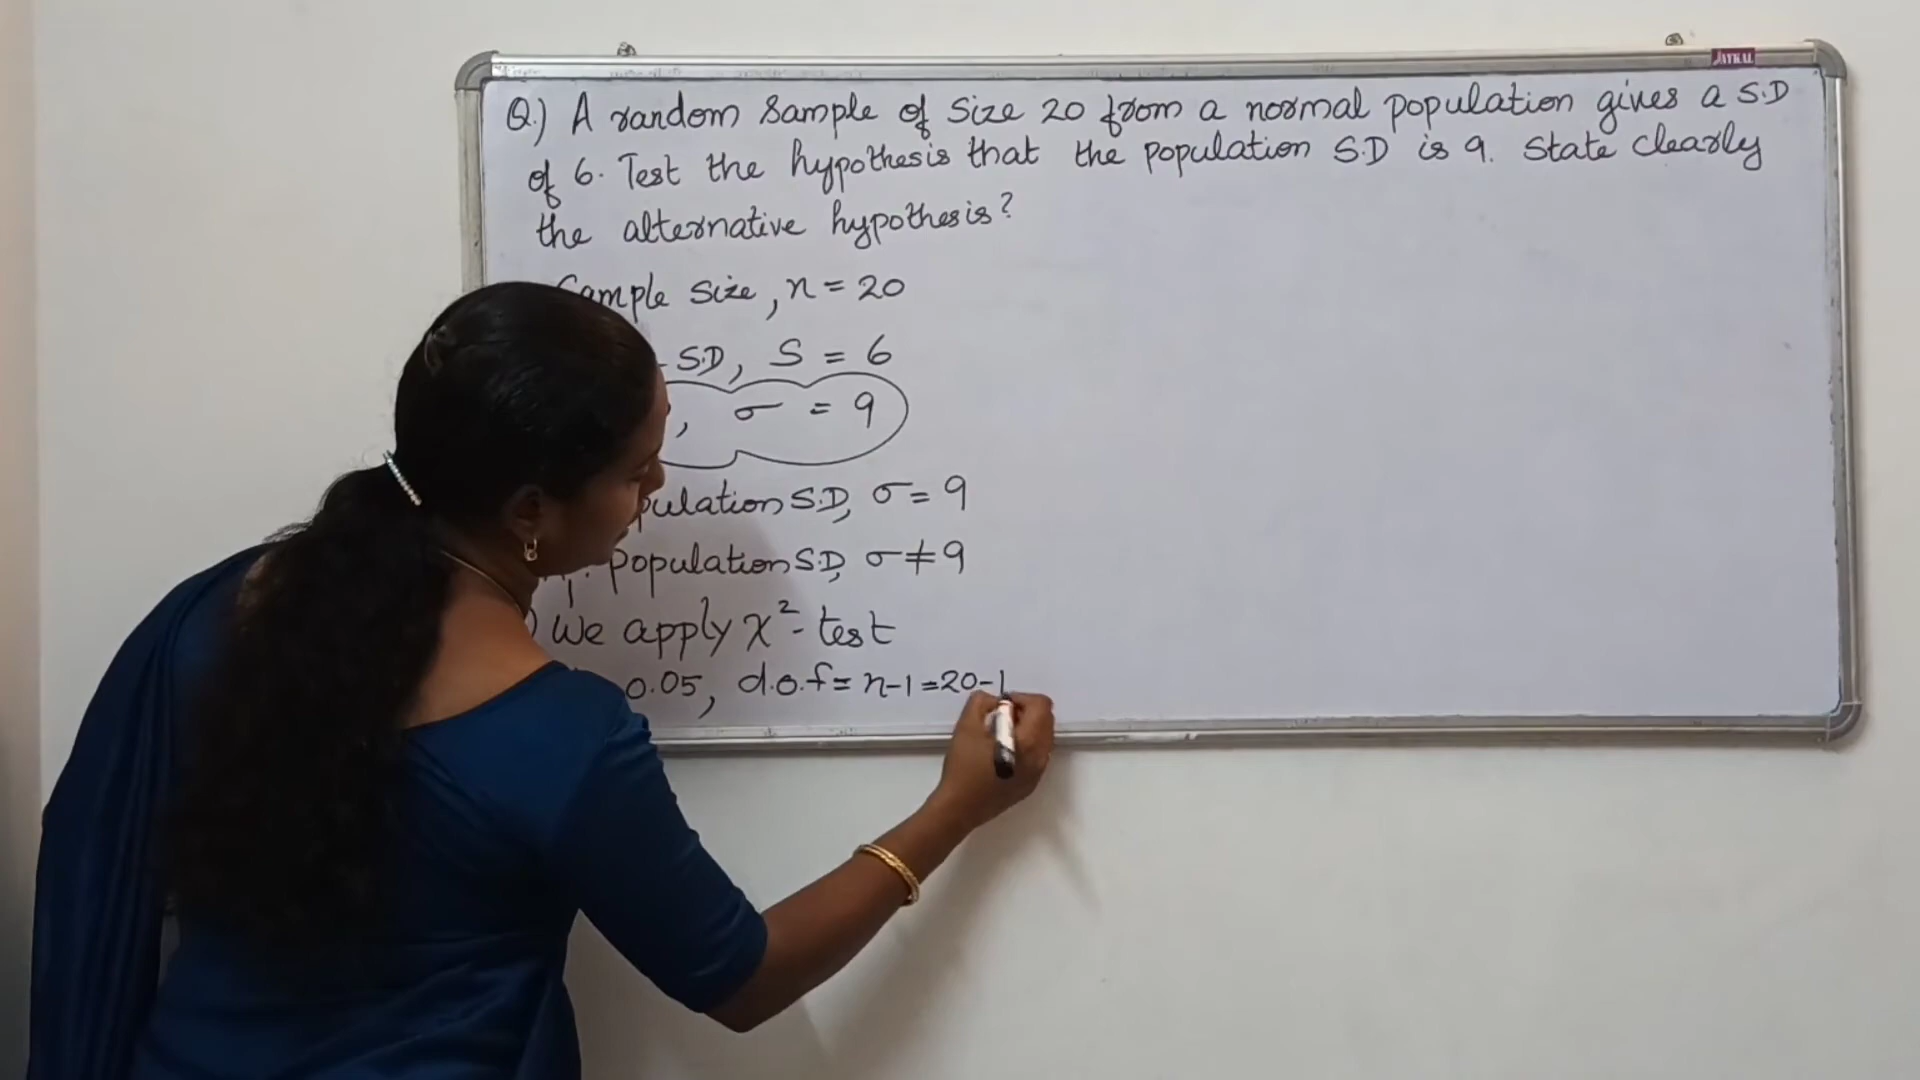 JAYKAL
Q.) A random sample of size 20 from a normal population gives a S.D
of 6. Test the hypothesis that the population S.D is 9. State clearly
the alternative hypothesis?
Sample size, n = 20
S.D, S = 6
, σ = 9
pulation S.D, σ = 9
population S.D, σ ≠ 9
) We apply χ² - test
0.05, d.o.f = n-1 = 20-1